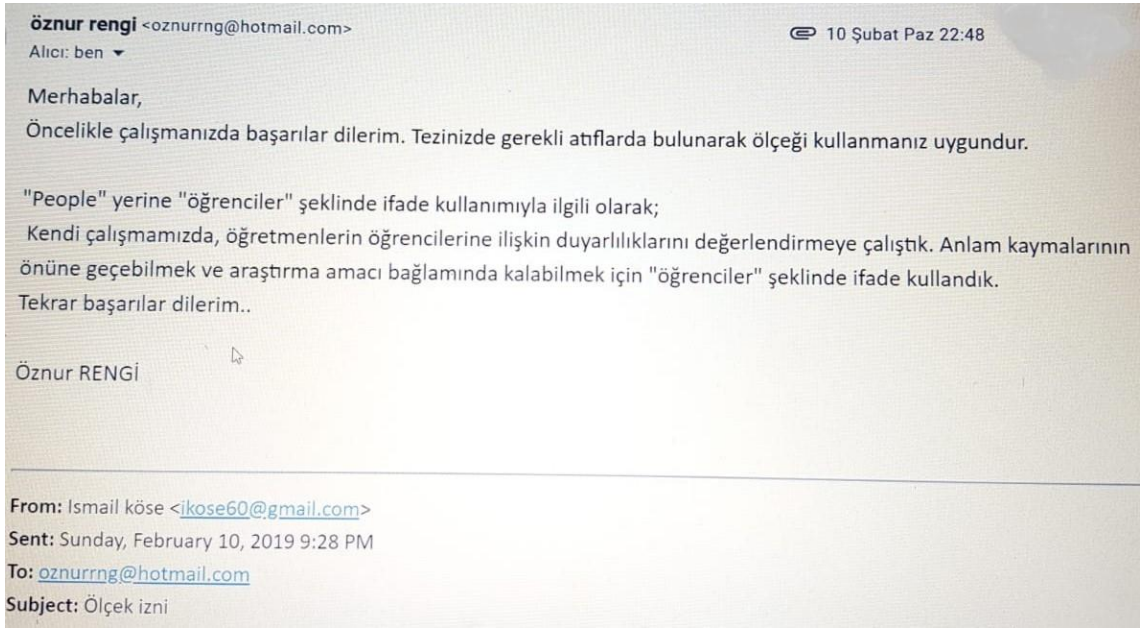 öznur rengi <oznurrng@hotmail.com>
10 Şubat Paz 22:48
Alıcı: ben
Merhabalar,
Öncelikle çalışmanızda başarılar dilerim. Tezinizde gerekli atıflarda bulunarak ölçeği kullanmanız uygundur.
"People" yerine "öğrenciler" şeklinde ifade kullanımıyla ilgili olarak;
Kendi çalışmamızda, öğretmenlerin öğrencilerine ilişkin duyarlılıklarını değerlendirmeye çalıştık. Anlam kaymalarının
önüne geçebilmek ve araştırma amacı bağlamında kalabilmek için "öğrenciler" şeklinde ifade kullandık.
Tekrar başarılar dilerim..
Öznur RENGİ
From: Ismail köse <ikose60@gmail.com>
Sent: Sunday, February 10, 2019 9:28 PM
To: oznurrng@hotmail.com
Subject: Ölçek izni